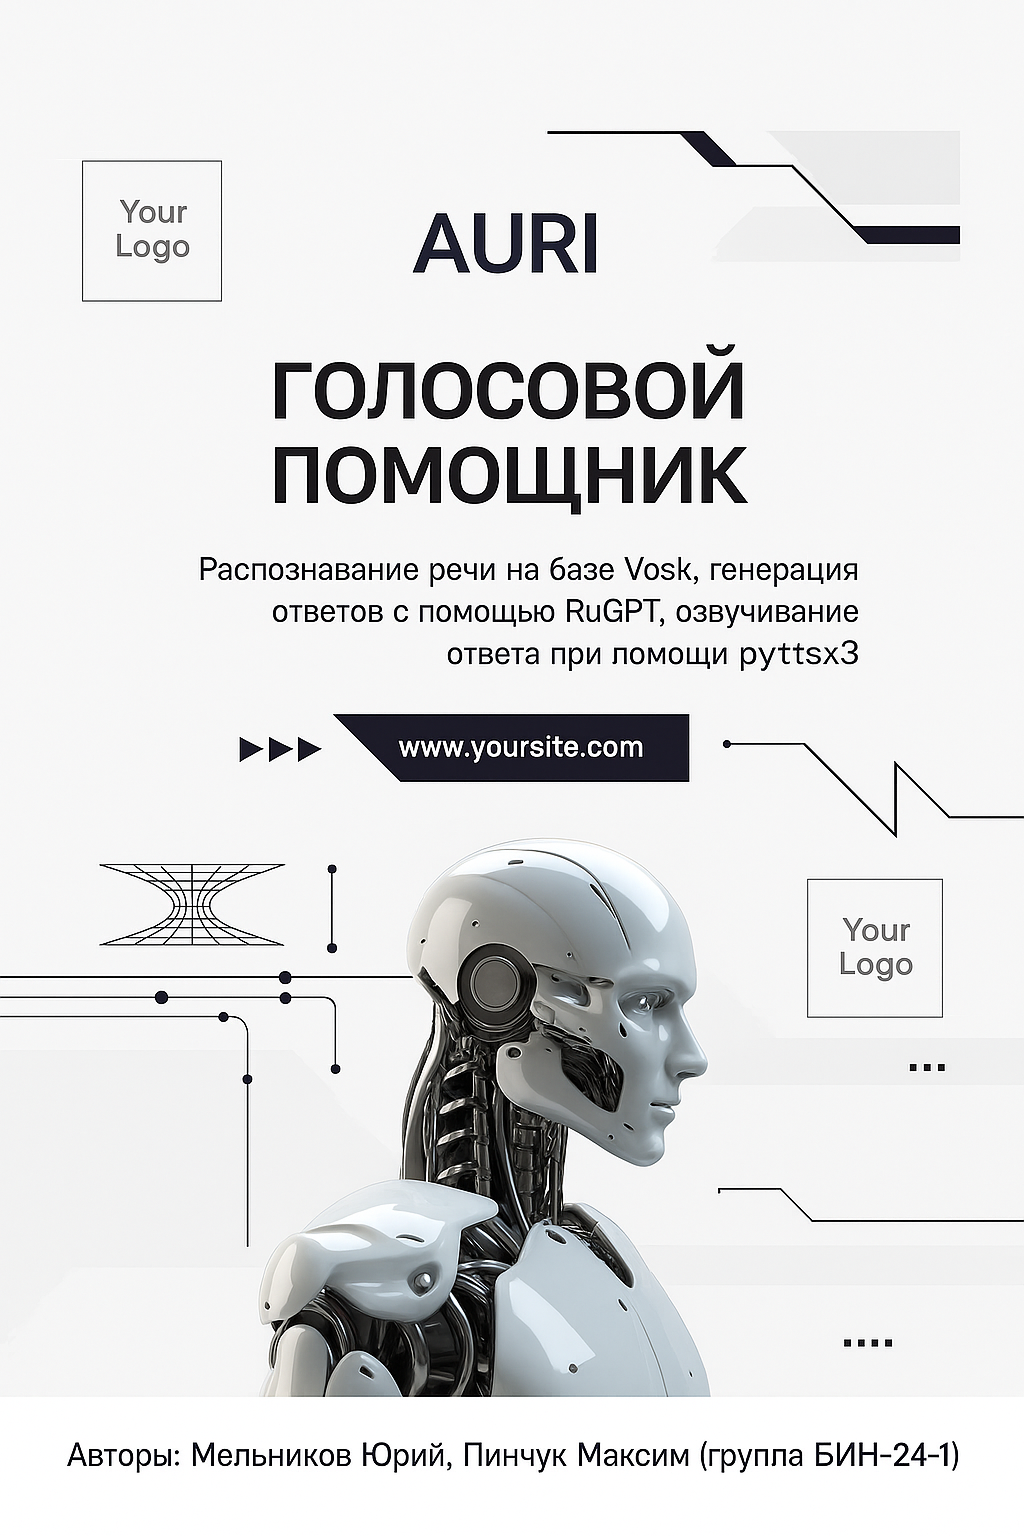 Your
Logo
AURI
ГОЛОСОВОЙ
ПОМОЩНИК
Распознавание речи на базе Vosk, генерация
ответов с помощью RuGPT, озвучивание
ответа при помощи pyttsx3
www.yoursite.com
Your
Logo
Авторы: Мельников Юрий, Пинчук Максим (группа БИН-24-1)